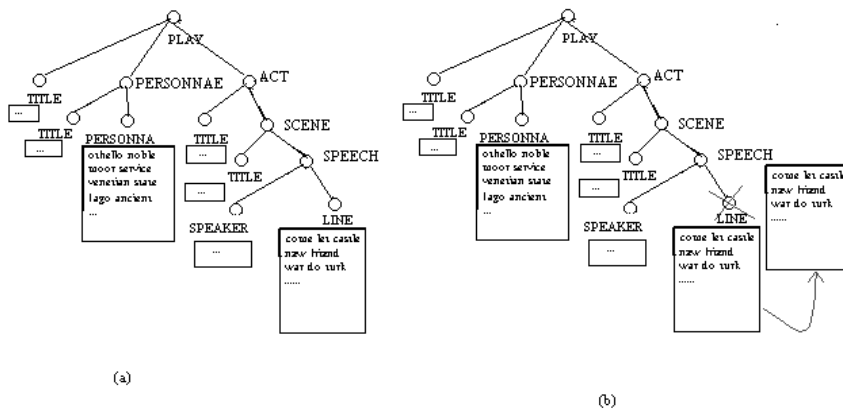 PLAY
TITLE
...
PERSONNAE
ACT
TITLE
...
PERSONNA
othello noble
moor service
venetian state
Iago ancient
...
TITLE
...
SCENE
TITLE
...
SPEECH
SPEAKER
...
LINE
come let castle
new friend
war do turk
......
(a)
PLAY
TITLE
...
PERSONNAE
ACT
TITLE
...
PERSONNA
othello noble
moor service
venetian state
Iago ancient
...
TITLE
...
SCENE
TITLE
...
SPEECH
SPEAKER
...
LINE
come let castle
new friend
war do turk
......
come let castle
new friend
war do turk
......
(b)